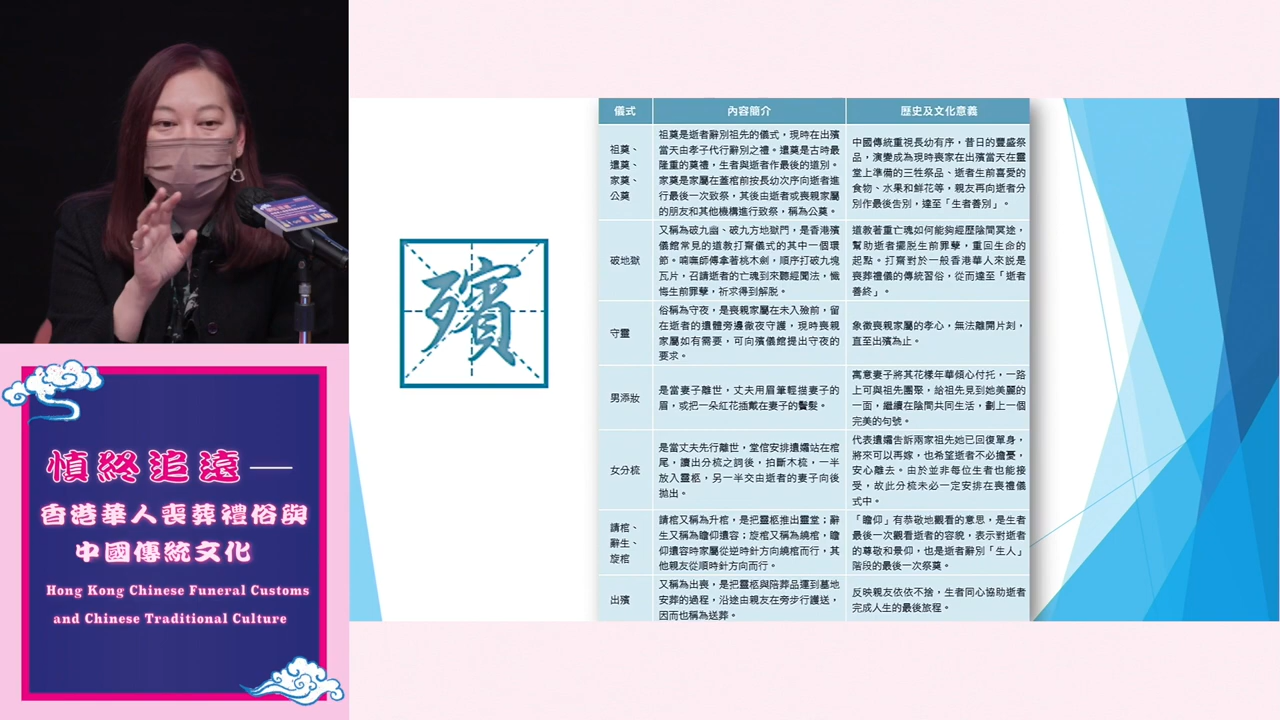 慎終追遠——
香港華人喪葬禮俗與
中國傳統文化
Hong Kong Chinese Funeral Customs
and Chinese Traditional Culture
殯
儀式
內容簡介
歷史及文化意義
祖奠、
遣奠、
家奠、
公奠
祖奠是逝者辭別祖先的儀式，現時在出殯
當天由孝子代行辭別之禮。遣奠是古時最
隆重的奠禮，生者與逝者作最後的道別。
家奠是家屬在蓋棺前按長幼次序向逝者進
行最後一次致祭，其後由逝者或喪親家屬
的朋友和其他機構進行致祭，稱為公奠。
中國傳統重視長幼有序，昔日的豐盛祭
品，演變成為現時喪家在出殯當天在靈
堂上準備的三牲祭品、逝者生前喜愛的
食物、水果和鮮花等，親友再向逝者分
別作最後告別，達至「生者善別」。
破地獄
又稱為破九幽、破九方地獄門，是香港殯
儀館常見的道教打齋儀式的其中一個環
節。喃嘸師傅拿著桃木劍，順序打破九塊
瓦片，召請逝者的亡魂到來聽經聞法，懺
悔生前罪孽，祈求得到解脫。
道教著重亡魂如何能夠經歷陰間冥途，
幫助逝者擺脱生前罪孽，重回生命的
起點。打齋對於一般香港華人來説是
喪葬禮儀的傳統習俗，從而達至「逝者
善終」。
守靈
俗稱為守夜，是喪親家屬在未入殮前，留
在逝者的遺體旁邊徹夜守護，現時喪親
家屬如有需要，可向殯儀館提出守夜的
要求。
象徵喪親家屬的孝心，無法離開片刻，
直至出殯為止。
男添妝
是當妻子離世，丈夫用眉筆輕描妻子的
眉，或把一朵紅花插戴在妻子的鬢髮。
寓意妻子將其花樣年華傾心付托，一路
上可與祖先團聚，給祖先見到她美麗的
一面，繼續在陰間共同生活，劃上一個
完美的句號。
女分梳
是當丈夫先行離世，堂倌安排遺孀站在棺
尾，讀出分梳之詞後，拍斷木梳，一半
放入靈柩，另一半交由逝者的妻子向後
拋出。
代表遺孀告訴兩家祖先她已回復單身，
將來可以再嫁，也希望逝者不必擔憂，
安心離去。由於並非每位生者也能接
受，故此分梳未必一定安排在喪禮儀
式中。
請棺、
辭生、
旋棺
請棺又稱為升棺，是把靈柩推出靈堂；辭
生又稱為瞻仰遺容；旋棺又稱為繞棺，瞻
仰遺容時家屬從逆時針方向繞棺而行，其
他親友從順時針方向而行。
「瞻仰」有恭敬地觀看的意思，是生者
最後一次觀看逝者的容貌，表示對逝者
的尊敬和景仰，也是逝者辭別「生人」
階段的最後一次祭奠。
出殯
又稱為出喪，是把靈柩與陪葬品運到墓地
安葬的過程，沿途由親友在旁步行護送，
因而也稱為送葬。
反映親友依依不捨，生者同心協助逝者
完成人生的最後旅程。